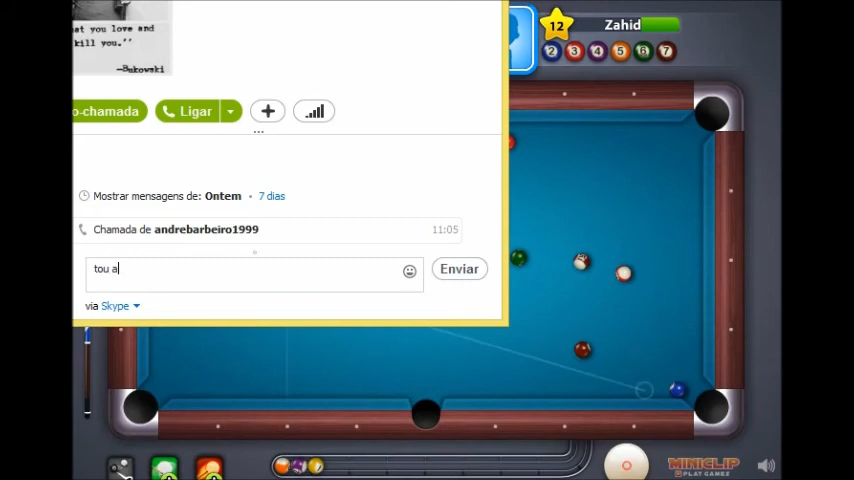 at you love and
kill you."
—Bukowski
12
Zahid
2 3 4 5 6 7
o-chamada
Ligar
Mostrar mensagens de: Ontem • 7 dias
Chamada de andrebarbeiro1999
11:05
tou a
Enviar
via Skype
MINICLIP
PLAY GAMES